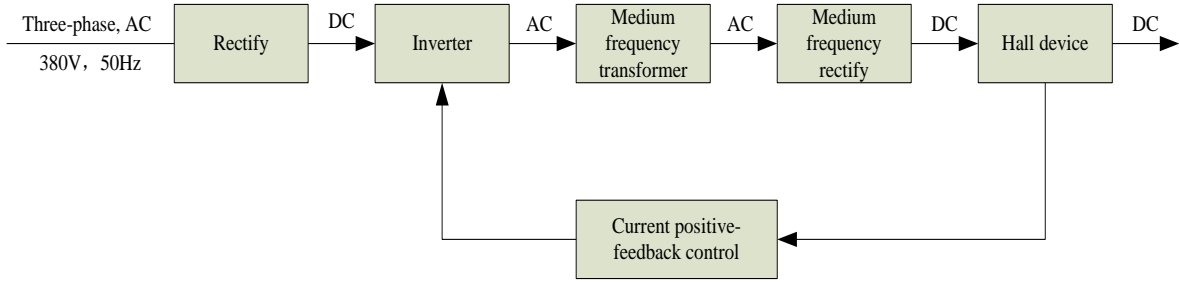 Three-phase, AC
380V，50Hz
Rectify
DC
Inverter
AC
Medium
frequency
transformer
AC
Medium
frequency
rectify
DC
Hall device
DC
Current positive-
feedback control